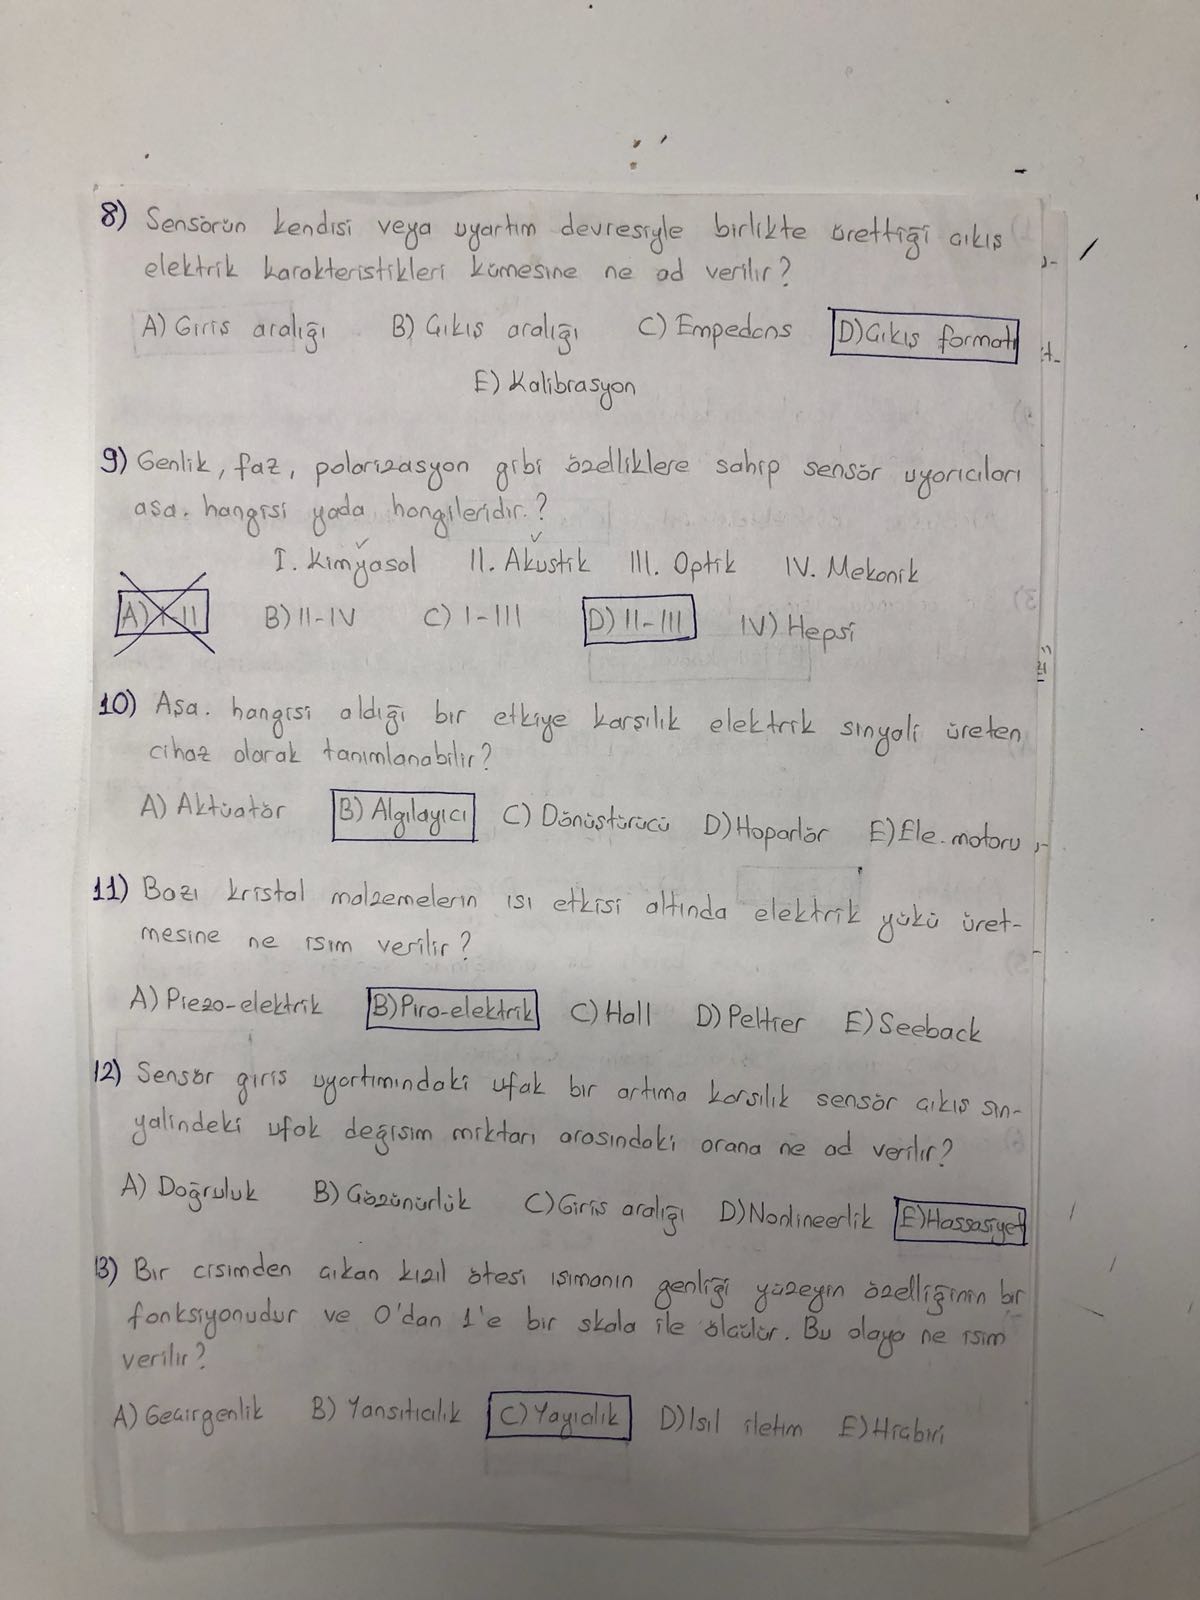 8) Sensörün kendisi veya uyartım devresiyle birlikte ürettiği çıkış
elektrik karakteristikleri kümesine ne ad verilir?
A) Giriş aralığı B) Çıkış aralığı C) Empedans D) Çıkış formatı
E) Kalibrasyon
9) Genlik, faz, polarizasyon gibi özelliklere sahip sensör uyarıcıları
aşa. hangisi yada hangileridir.?
I. Kimyasal II. Akustik III. Optik IV. Mekanik
A) I-II B) II-IV C) I-III D) II-III IV) Hepsi
10) Aşa. hangisi aldığı bir etkiye karşılık elektrik sinyali üreten
cihaz olarak tanımlanabilir?
A) Aktüatör B) Algılayıcı C) Dönüştürücü D) Hoparlör E) Ele. motoru
11) Bazı kristal malzemelerin ısı etkisi altında elektrik yükü üret-
mesine ne isim verilir?
A) Piezo-elektrik B) Piro-elektrik C) Hall D) Peltier E) Seeback
12) Sensör giriş uyartımındaki ufak bir artıma karşılık sensör çıkış sin-
yalindeki ufak değişim miktarı arasındaki orana ne ad verilir?
A) Doğruluk B) Çözünürlük C) Giriş aralığı D) Nonlineerlik E) Hassasiyet
13) Bir cisimden çıkan kızıl ötesi ışımanın genliği yüzeyin özelliğinin bir
fonksiyonudur ve 0'dan 1'e bir skala ile ölçülür. Bu olaya ne isim
verilir?
A) Geçirgenlik B) Yansıtıcılık C) Yayıcılık D) Isıl iletim E) Hiçbiri